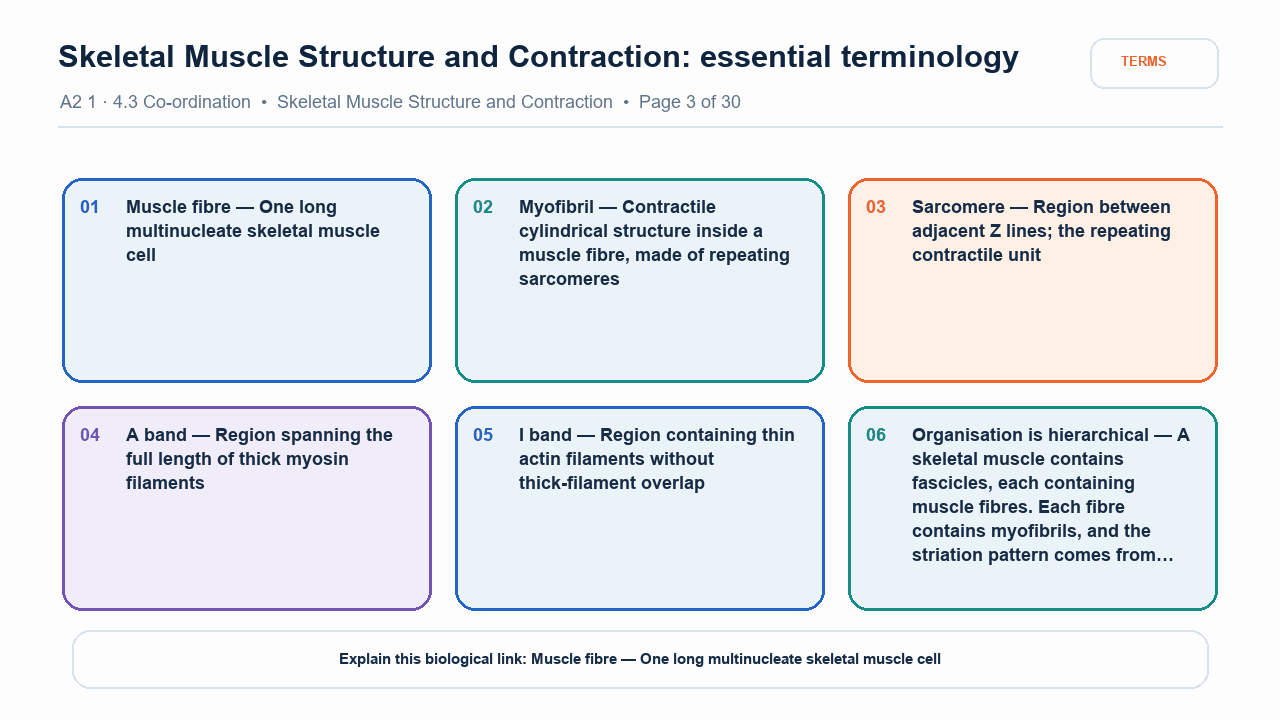 Skeletal Muscle Structure and Contraction: essential terminology
TERMS
A2 1 · 4.3 Co-ordination • Skeletal Muscle Structure and Contraction • Page 3 of 30
01
Muscle fibre — One long
multinucleate skeletal muscle
cell
02
Myofibril — Contractile
cylindrical structure inside a
muscle fibre, made of repeating
sarcomeres
03
Sarcomere — Region between
adjacent Z lines; the repeating
contractile unit
04
A band — Region spanning the
full length of thick myosin
filaments
05
I band — Region containing thin
actin filaments without
thick-filament overlap
06
Organisation is hierarchical — A
skeletal muscle contains
fascicles, each containing
muscle fibres. Each fibre
contains myofibrils, and the
striation pattern comes from…
Explain this biological link: Muscle fibre — One long multinucleate skeletal muscle cell